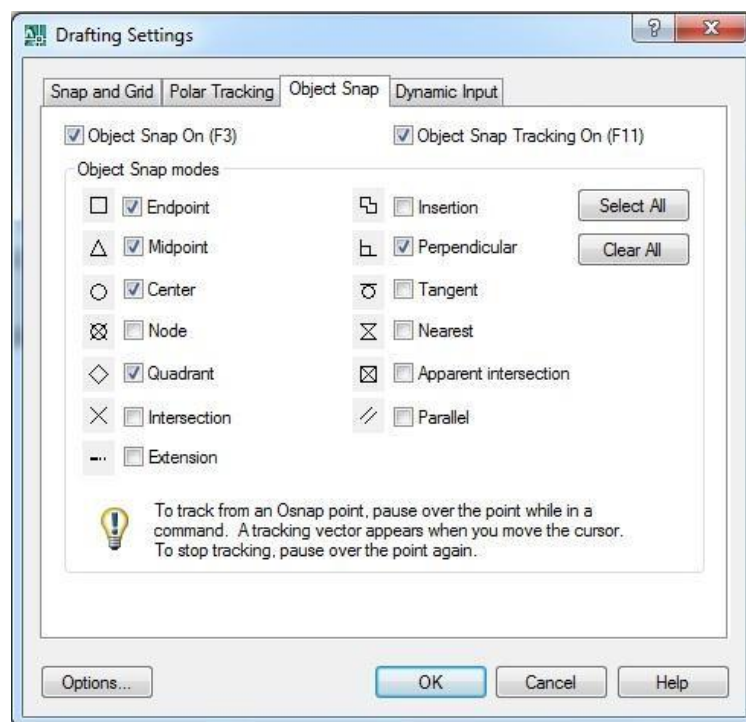 Drafting Settings
Snap and Grid Polar Tracking Object Snap Dynamic Input
Object Snap On (F3) Object Snap Tracking On (F11)
Object Snap modes
Endpoint Insertion Select All
Midpoint Perpendicular Clear All
Center Tangent
Node Nearest
Quadrant Apparent intersection
Intersection Parallel
Extension
To track from an Osnap point, pause over the point while in a
command. A tracking vector appears when you move the cursor.
To stop tracking, pause over the point again.
Options... OK Cancel Help